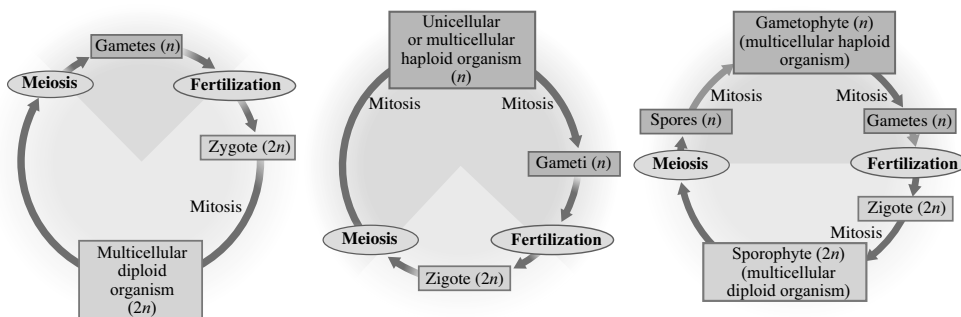 Gametes (n)
Meiosis
Fertilization
Zygote (2n)
Mitosis
Multicellular
diploid
organism
(2n)
Unicellular
or multicellular
haploid organism
(n)
Mitosis
Mitosis
Gameti (n)
Meiosis
Fertilization
Zigote (2n)
Gametophyte (n)
(multicellular haploid
organism)
Mitosis
Mitosis
Spores (n)
Gametes (n)
Meiosis
Fertilization
Zigote (2n)
Mitosis
Sporophyte (2n)
(multicellular
diploid organism)